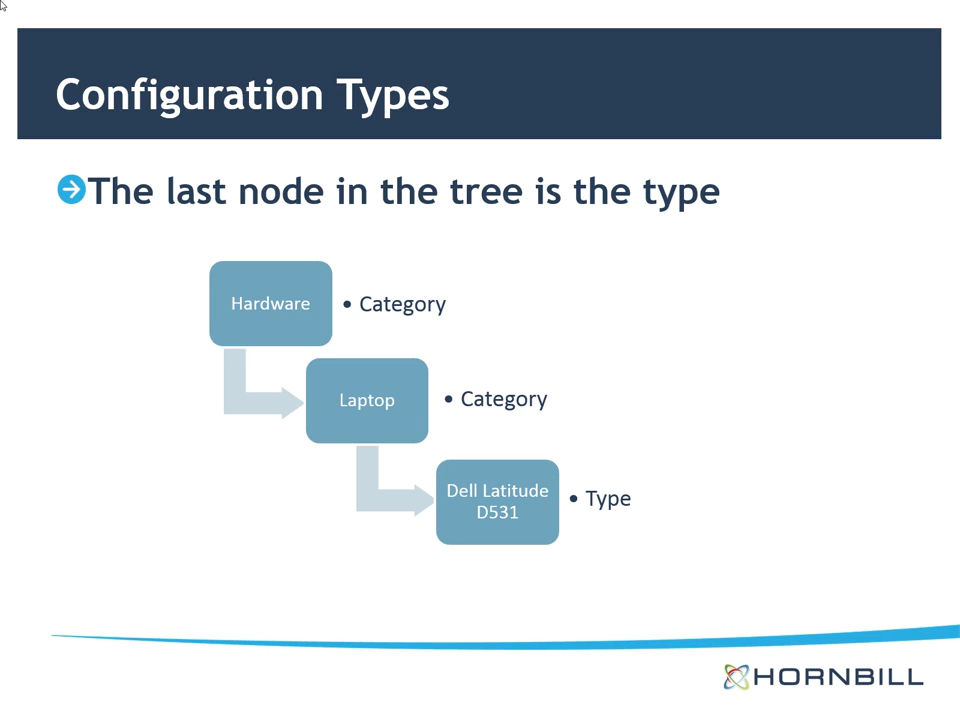 Configuration Types
The last node in the tree is the type
Hardware
• Category
Laptop
• Category
Dell Latitude
D531
• Type
HORNBILL